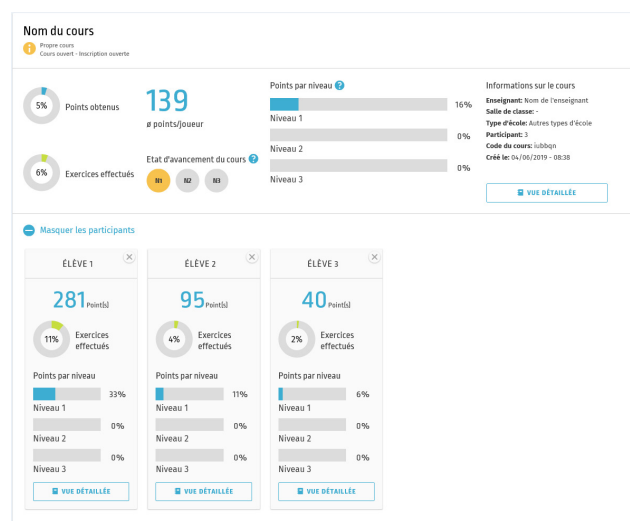 Nom du cours
Propre cours
Cours ouvert - Inscription ouverte
5%
Points obtenus
139
ø points/joueur
6%
Exercices effectués
Etat d'avancement du cours ?
N1 N2 N3
Points par niveau ?
16%
Niveau 1
0%
Niveau 2
0%
Niveau 3
Informations sur le cours
Enseignant: Nom de l'enseignant
Salle de classe: -
Type d'école: Autres types d'école
Participant: 3
Code du cours: iubbqn
Créé le: 04/06/2019 - 08:38
VUE DÉTAILLÉE
Masquer les participants
ÉLÈVE 1
281 Point(s)
11%
Exercices
effectués
Points par niveau
33%
Niveau 1
0%
Niveau 2
0%
Niveau 3
VUE DÉTAILLÉE
ÉLÈVE 2
95 Point(s)
4%
Exercices
effectués
Points par niveau
11%
Niveau 1
0%
Niveau 2
0%
Niveau 3
VUE DÉTAILLÉE
ÉLÈVE 3
40 Point(s)
2%
Exercices
effectués
Points par niveau
6%
Niveau 1
0%
Niveau 2
0%
Niveau 3
VUE DÉTAILLÉE